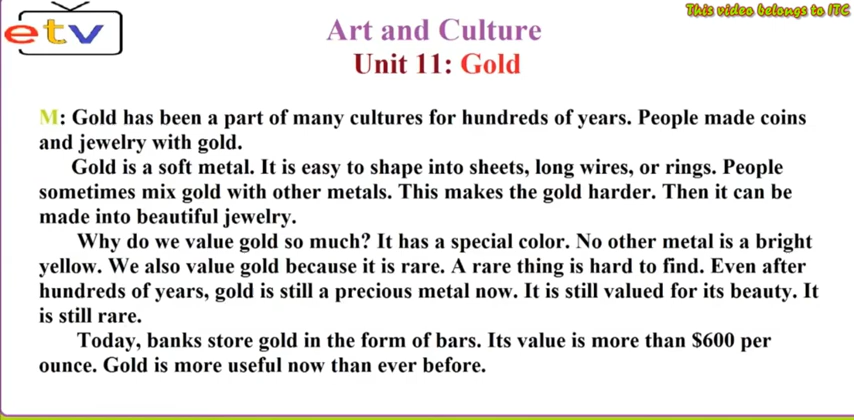 This video belongs to ITC
etv
Art and Culture
Unit 11: Gold
M: Gold has been a part of many cultures for hundreds of years. People made coins
and jewelry with gold.
Gold is a soft metal. It is easy to shape into sheets, long wires, or rings. People
sometimes mix gold with other metals. This makes the gold harder. Then it can be
made into beautiful jewelry.
Why do we value gold so much? It has a special color. No other metal is a bright
yellow. We also value gold because it is rare. A rare thing is hard to find. Even after
hundreds of years, gold is still a precious metal now. It is still valued for its beauty. It
is still rare.
Today, banks store gold in the form of bars. Its value is more than $600 per
ounce. Gold is more useful now than ever before.